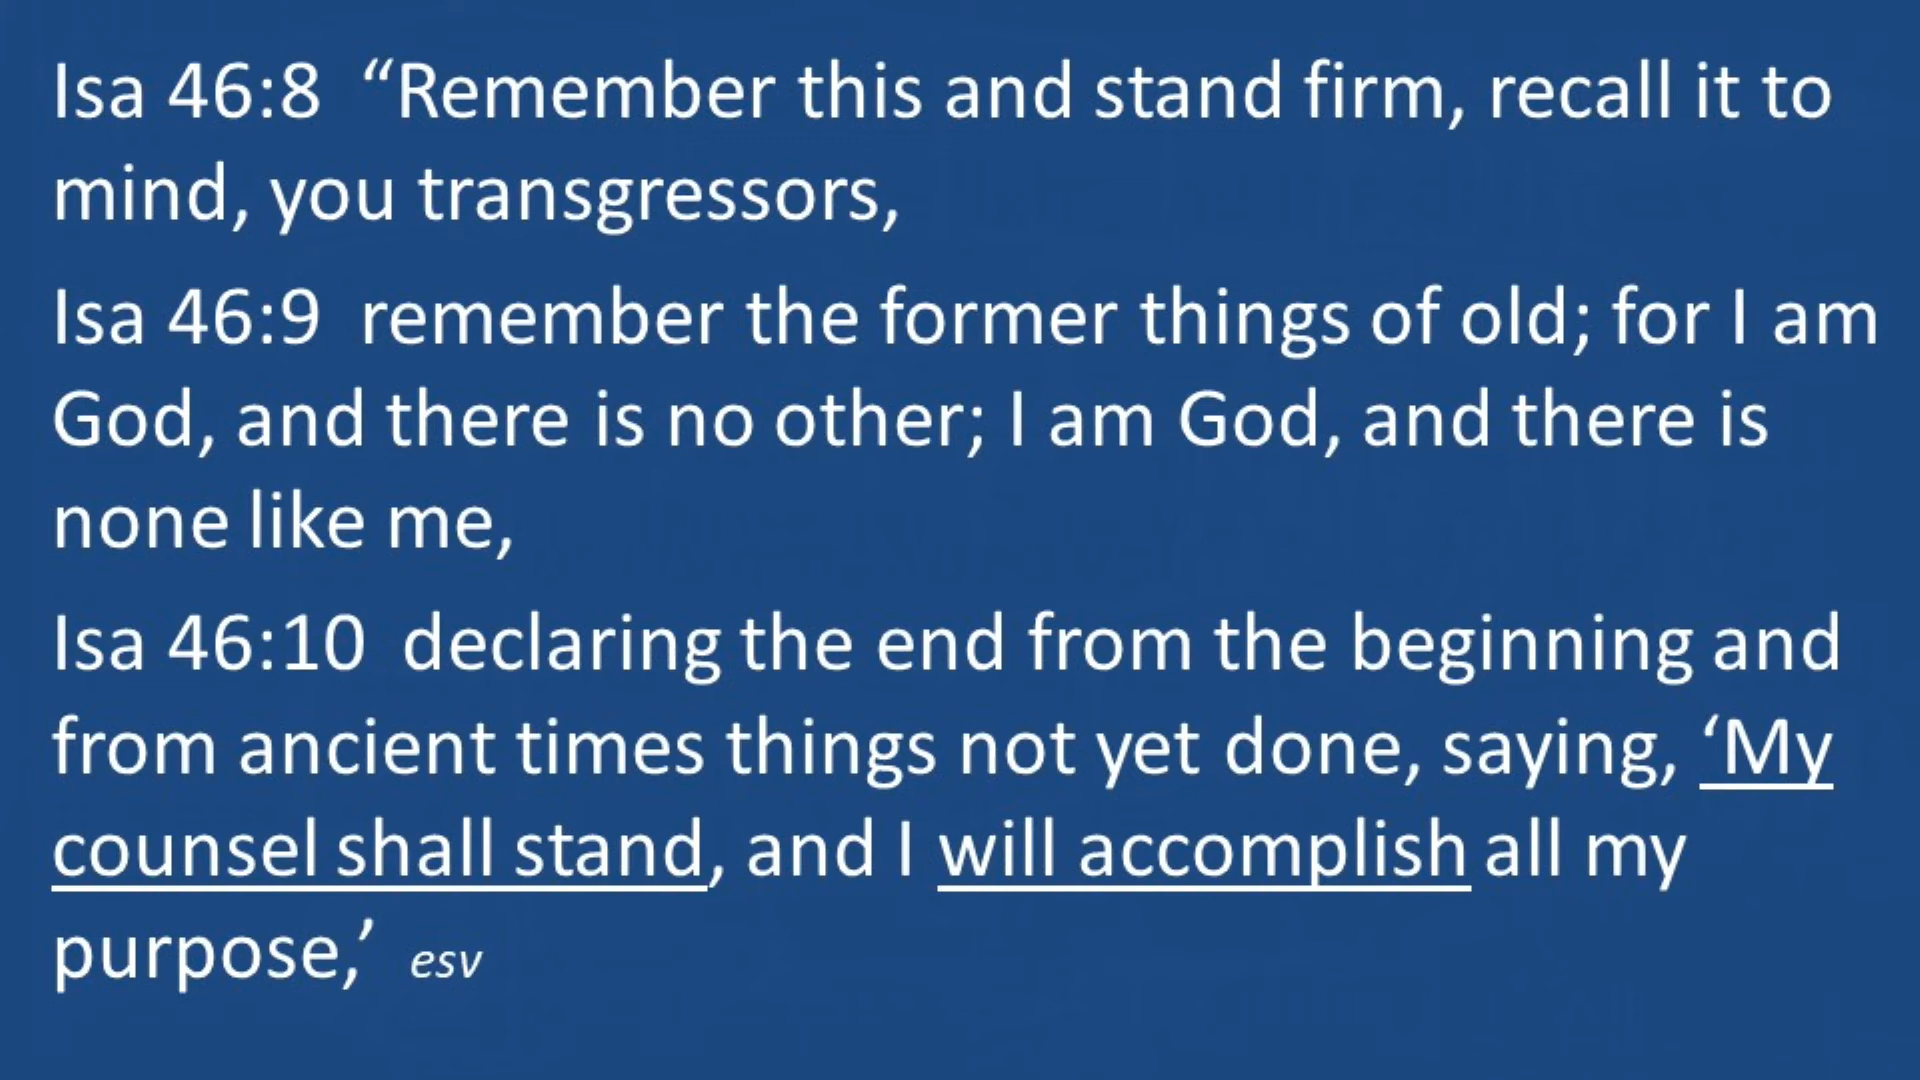 Isa 46:8  “Remember this and stand firm, recall it to
mind, you transgressors,
Isa 46:9  remember the former things of old; for I am
God, and there is no other; I am God, and there is
none like me,
Isa 46:10  declaring the end from the beginning and
from ancient times things not yet done, saying, ‘My
counsel shall stand, and I will accomplish all my
purpose,’  esv